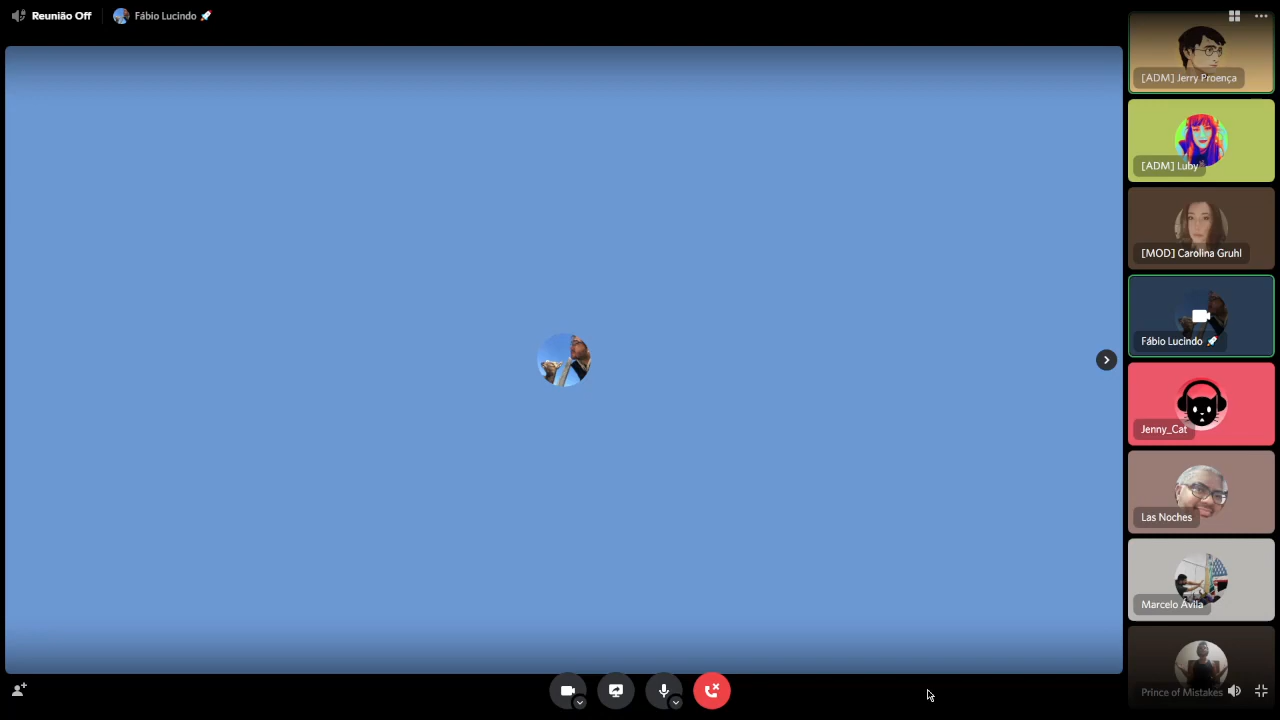 Reunião Off
Fábio Lucindo
[ADM] Jerry Proença
[ADM] Luby
[MOD] Carolina Gruhl
Fábio Lucindo
Jenny_Cat
Las Noches
Marcelo Ávila
Prince of Mistakes